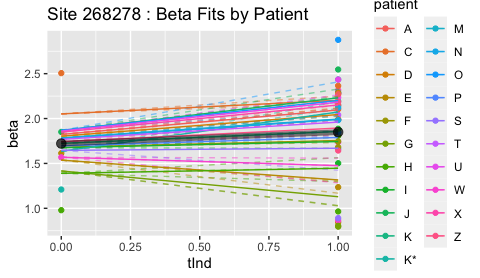 Site 268278 : Beta Fits by Patient
beta
2.5
2.0
1.5
1.0
0.00 0.25 0.50 0.75 1.00
tInd
patient
A M
C N
D O
E P
F S
G T
H U
I W
J X
K Z
K*